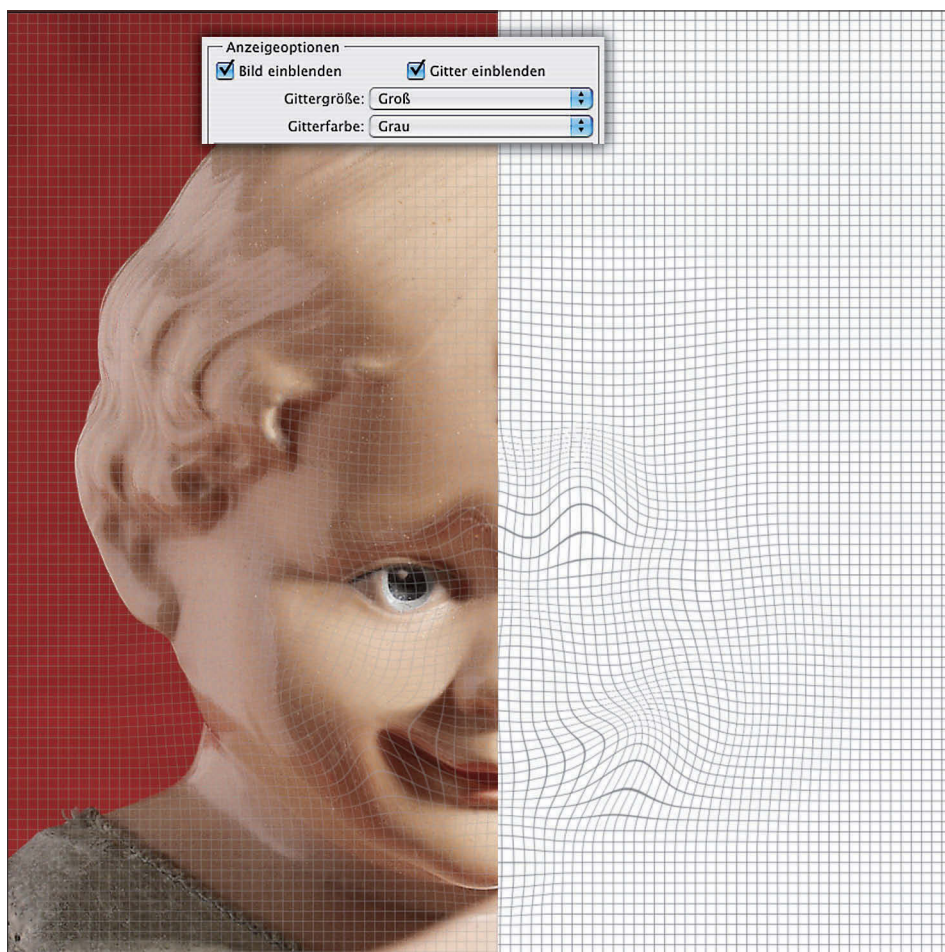 Anzeigeoptionen
Bild einblenden Gitter einblenden
Gittergröße: Groß
Gitterfarbe: Grau